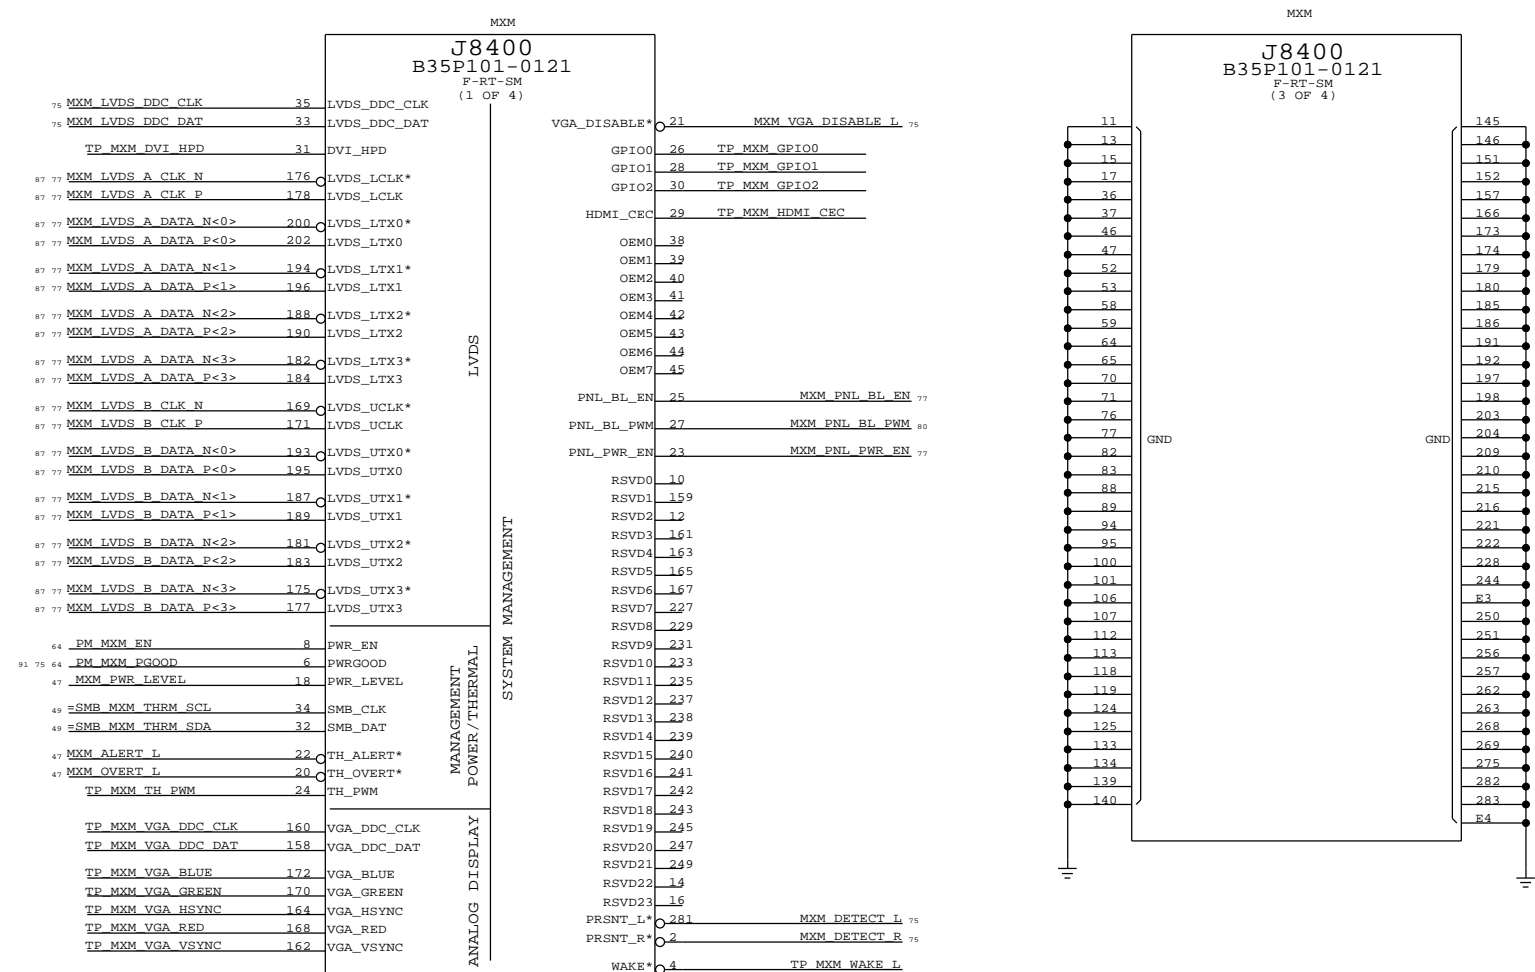 MXM
J8400
B35P101-0121
F-RT-SM
(1 OF 4)
75 MXM_LVDS_DDC_CLK 35 LVDS_DDC_CLK
75 MXM_LVDS_DDC_DAT 33 LVDS_DDC_DAT
TP_MXM_DVI_HPD 31 DVI_HPD
87 77 MXM_LVDS_A_CLK_N 176 LVDS_LCLK*
87 77 MXM_LVDS_A_CLK_P 178 LVDS_LCLK
87 77 MXM_LVDS_A_DATA_N<0> 200 LVDS_LTX0*
87 77 MXM_LVDS_A_DATA_P<0> 202 LVDS_LTX0
87 77 MXM_LVDS_A_DATA_N<1> 194 LVDS_LTX1*
87 77 MXM_LVDS_A_DATA_P<1> 196 LVDS_LTX1
87 77 MXM_LVDS_A_DATA_N<2> 188 LVDS_LTX2*
87 77 MXM_LVDS_A_DATA_P<2> 190 LVDS_LTX2
87 77 MXM_LVDS_A_DATA_N<3> 182 LVDS_LTX3*
87 77 MXM_LVDS_A_DATA_P<3> 184 LVDS_LTX3
87 77 MXM_LVDS_B_CLK_N 169 LVDS_UCLK*
87 77 MXM_LVDS_B_CLK_P 171 LVDS_UCLK
87 77 MXM_LVDS_B_DATA_N<0> 193 LVDS_UTX0*
87 77 MXM_LVDS_B_DATA_P<0> 195 LVDS_UTX0
87 77 MXM_LVDS_B_DATA_N<1> 187 LVDS_UTX1*
87 77 MXM_LVDS_B_DATA_P<1> 189 LVDS_UTX1
87 77 MXM_LVDS_B_DATA_N<2> 181 LVDS_UTX2*
87 77 MXM_LVDS_B_DATA_P<2> 183 LVDS_UTX2
87 77 MXM_LVDS_B_DATA_N<3> 175 LVDS_UTX3*
87 77 MXM_LVDS_B_DATA_P<3> 177 LVDS_UTX3
64 PM_MXM_EN 8 PWR_EN
91 75 64 PM_MXM_PGOOD 6 PWRGOOD
47 MXM_PWR_LEVEL 18 PWR_LEVEL
49 =SMB_MXM_THRM_SCL 34 SMB_CLK
49 =SMB_MXM_THRM_SDA 32 SMB_DAT
47 MXM_ALERT_L 22 TH_ALERT*
47 MXM_OVERT_L 20 TH_OVERT*
TP_MXM_TH_PWM 24 TH_PWM
TP_MXM_VGA_DDC_CLK 160 VGA_DDC_CLK
TP_MXM_VGA_DDC_DAT 158 VGA_DDC_DAT
TP_MXM_VGA_BLUE 172 VGA_BLUE
TP_MXM_VGA_GREEN 170 VGA_GREEN
TP_MXM_VGA_HSYNC 164 VGA_HSYNC
TP_MXM_VGA_RED 168 VGA_RED
TP_MXM_VGA_VSYNC 162 VGA_VSYNC
LVDS
MANAGEMENT
POWER/THERMAL
ANALOG DISPLAY
SYSTEM MANAGEMENT
VGA_DISABLE* 21 MXM_VGA_DISABLE_L 75
GPIO0 26 TP_MXM_GPIO0
GPIO1 28 TP_MXM_GPIO1
GPIO2 30 TP_MXM_GPIO2
HDMI_CEC 29 TP_MXM_HDMI_CEC
OEM0 38
OEM1 39
OEM2 40
OEM3 41
OEM4 42
OEM5 43
OEM6 44
OEM7 45
PNL_BL_EN 25 MXM_PNL_BL_EN 77
PNL_BL_PWM 27 MXM_PNL_BL_PWM 80
PNL_PWR_EN 23 MXM_PNL_PWR_EN 77
RSVD0 10
RSVD1 159
RSVD2 12
RSVD3 161
RSVD4 163
RSVD5 165
RSVD6 167
RSVD7 227
RSVD8 229
RSVD9 231
RSVD10 233
RSVD11 235
RSVD12 237
RSVD13 238
RSVD14 239
RSVD15 240
RSVD16 241
RSVD17 242
RSVD18 243
RSVD19 245
RSVD20 247
RSVD21 249
RSVD22 14
RSVD23 16
PRSNT_L* 281 MXM_DETECT_L 75
PRSNT_R* 2 MXM_DETECT_R 75
WAKE* 4 TP_MXM_WAKE_L
MXM
J8400
B35P101-0121
F-RT-SM
(3 OF 4)
11
13
15
17
36
37
46
47
52
53
58
59
64
65
70
71
76
77
82
83
88
89
94
95
100
101
106
107
112
113
118
119
124
125
133
134
139
140
GND
GND
145
146
151
152
157
166
173
174
179
180
185
186
191
192
197
198
203
204
209
210
215
216
221
222
228
244
E3
250
251
256
257
262
263
268
269
275
282
283
E4